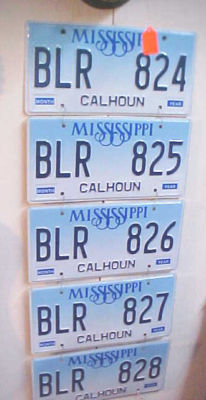 MISSISSIPPI
BLR 824
MONTH CALHOUN YEAR
MISSISSIPPI
BLR 825
MONTH CALHOUN YEAR
MISSISSIPPI
BLR 826
MONTH CALHOUN YEAR
MISSISSIPPI
BLR 827
MONTH CALHOUN YEAR
MISSISSIPPI
BLR 828